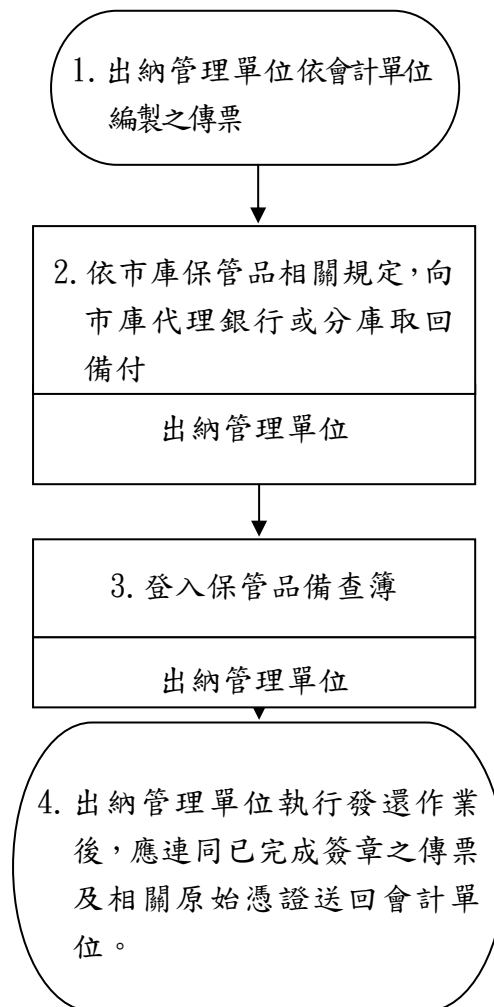 1. 出納管理單位依會計單位
編製之傳票
2. 依市庫保管品相關規定，向
市庫代理銀行或分庫取回
備付
出納管理單位
3. 登入保管品備查簿
出納管理單位
4. 出納管理單位執行發還作業
後，應連同已完成簽章之傳票
及相關原始憑證送回會計單
位。